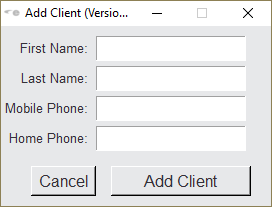 Add Client (Versio...
First Name:
Last Name:
Mobile Phone:
Home Phone:
Cancel
Add Client